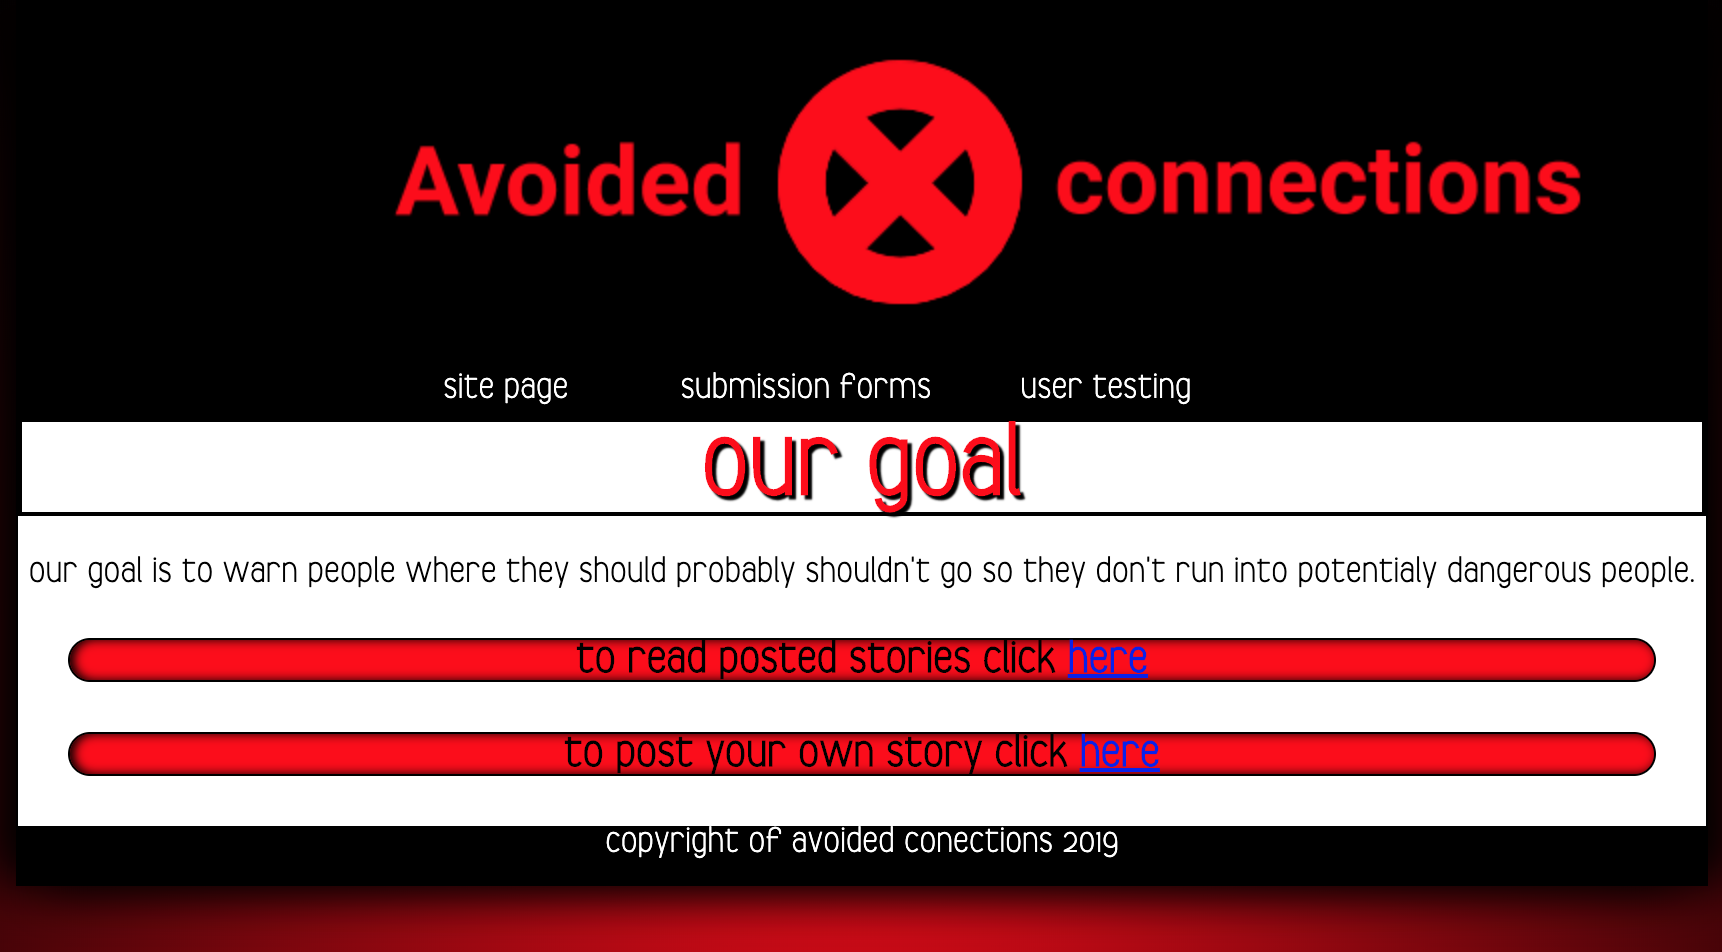 Avoided connections
site page submission forms user testing
our goal
our goal is to warn people where they should probably shouldn't go so they don't run into potentialy dangerous people.
to read posted stories click here
to post your own story click here
copyright of avoided conections 2019